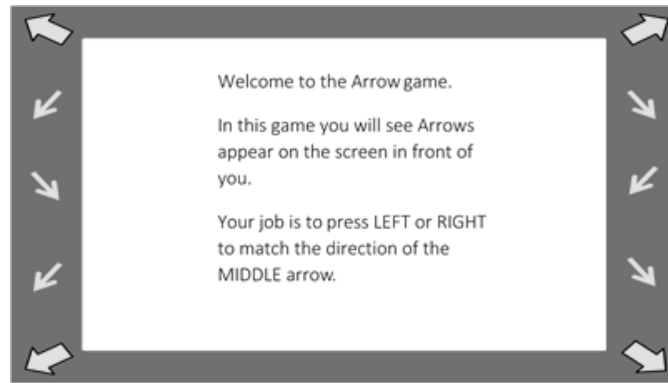 Welcome to the Arrow game.
In this game you will see Arrows
appear on the screen in front of
you.
Your job is to press LEFT or RIGHT
to match the direction of the
MIDDLE arrow.